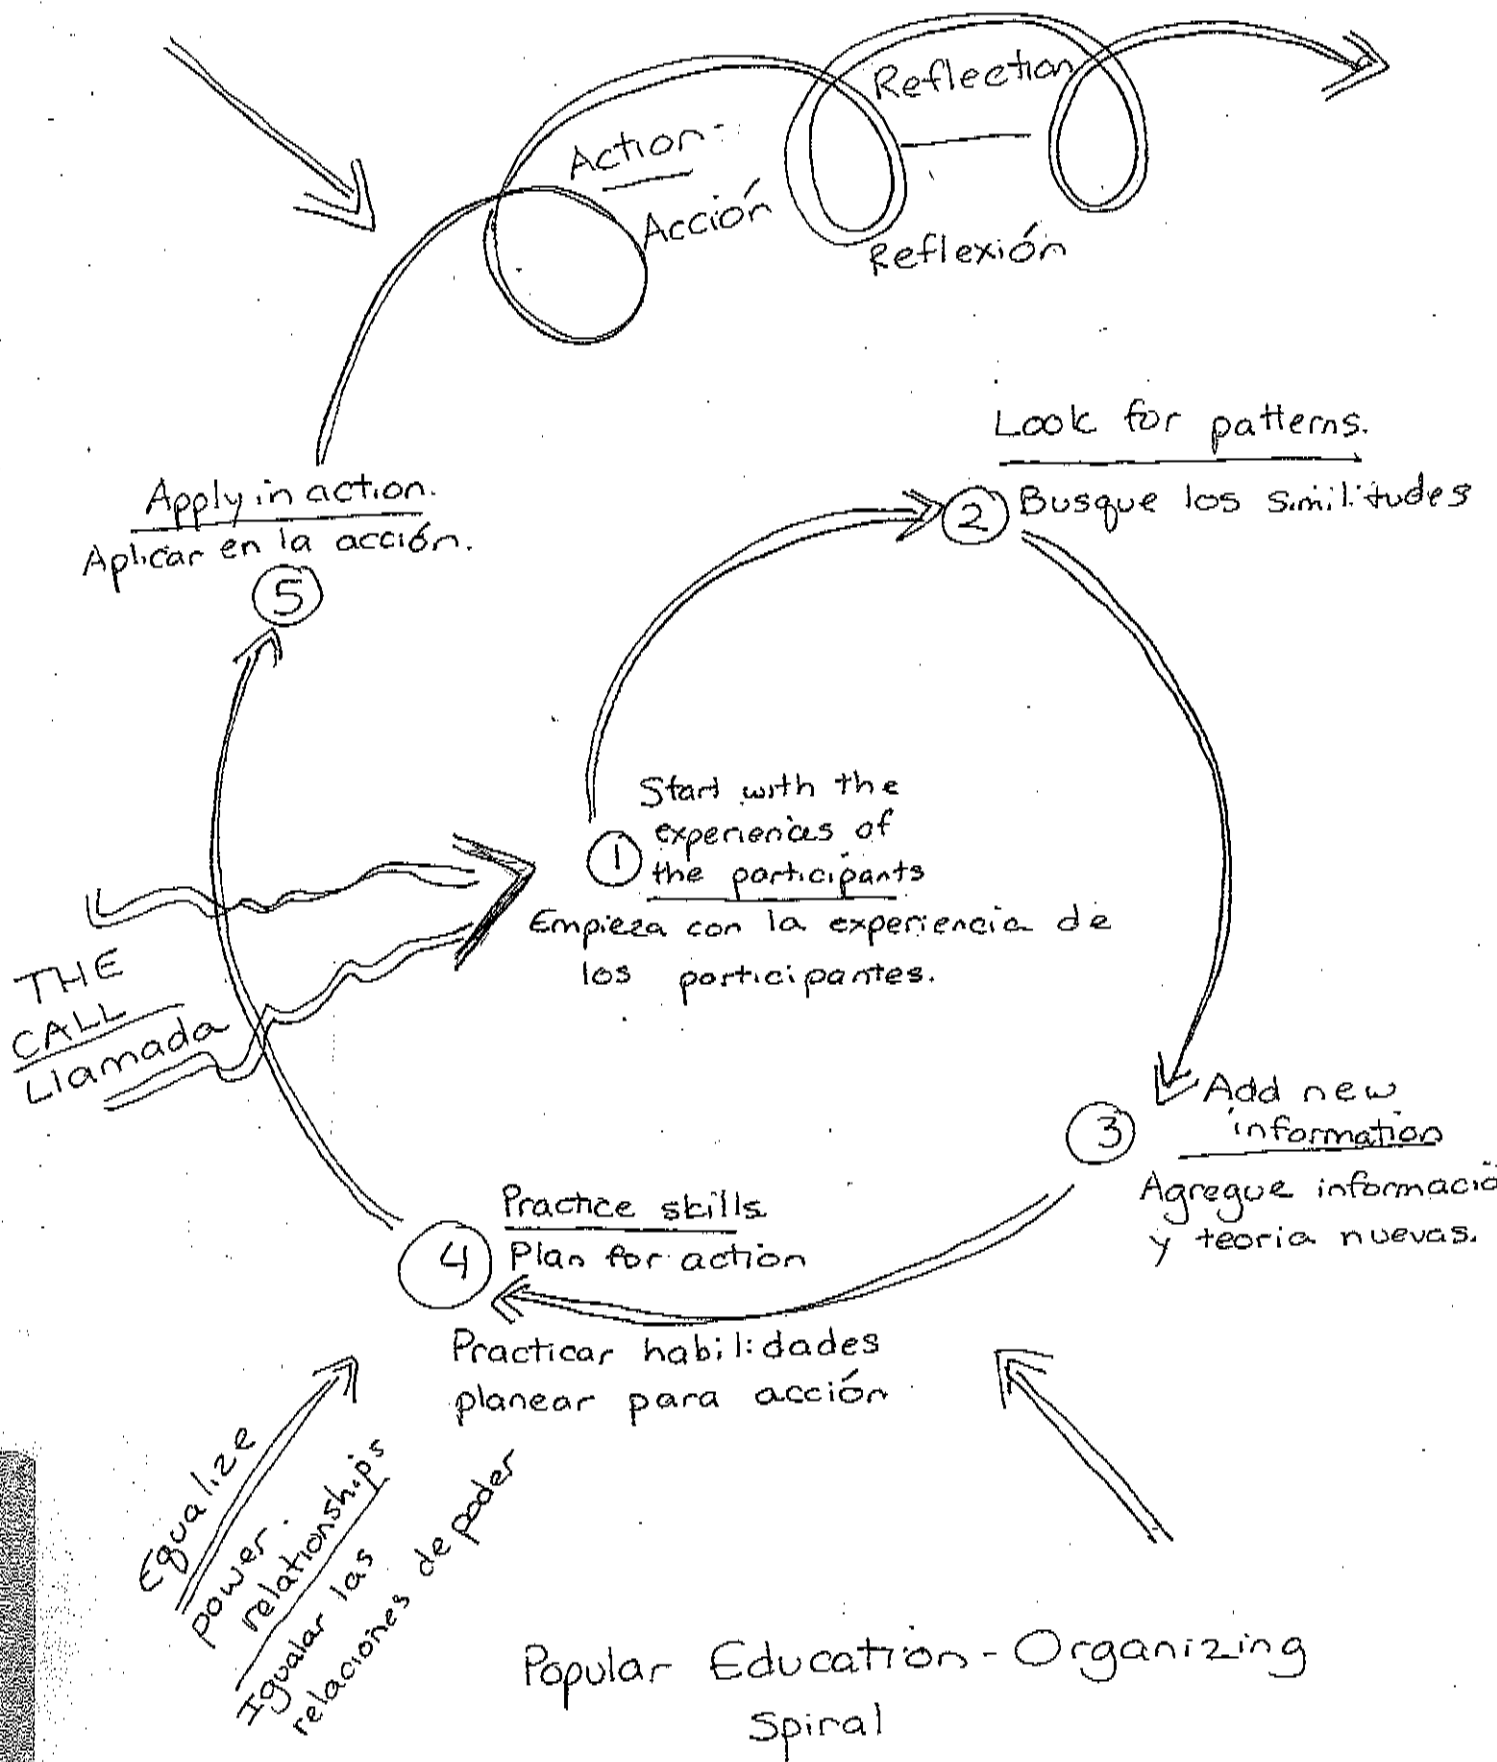 Reflection
Action
Acción
Reflexión
Look for patterns.
2 Busque los similitudes
Apply in action.
Aplicar en la acción.
5
Start with the
experiences of
1 the participants
Empieza con la experiencia de
los participantes.
THE
CALL
Llamada
3 Add new
information
Agregue informació
y teoria nuevas.
Practice skills
4 Plan for action
Practicar habilidades
planear para acción
Equalize
power
relationships
Igualar las
relaciones de poder
Popular Education - Organizing
Spiral